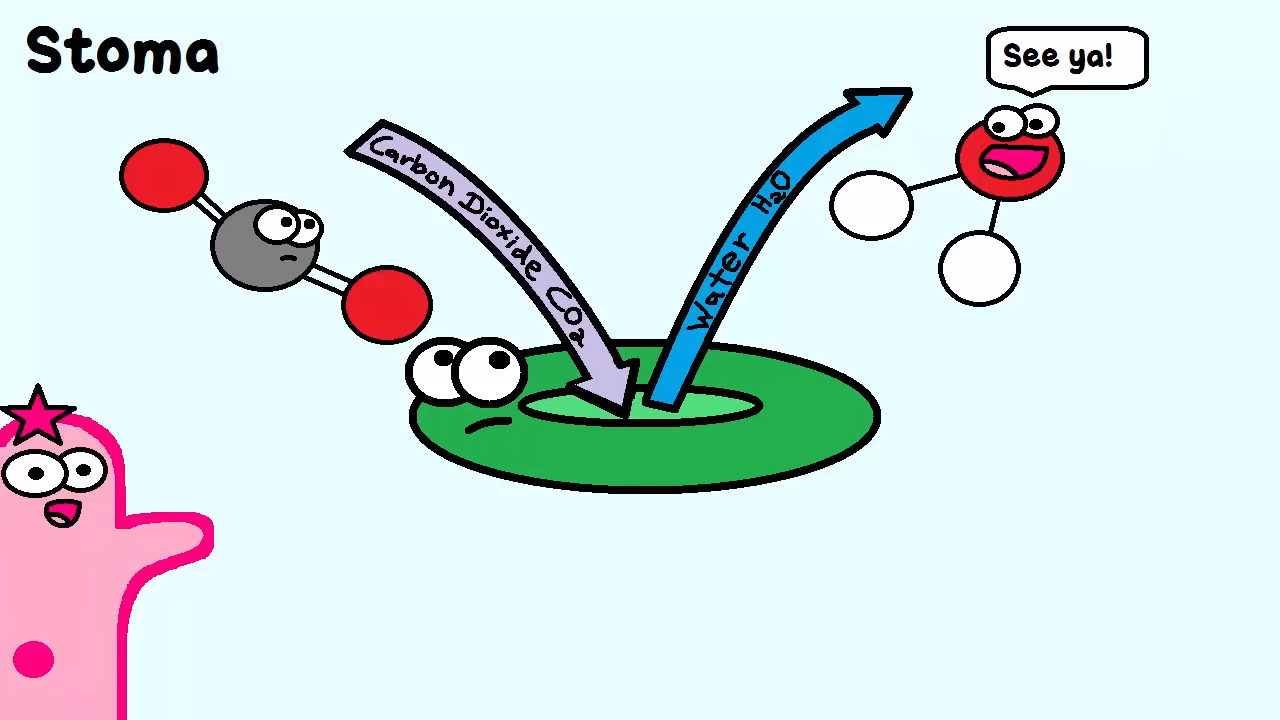 Stoma
See ya!
Carbon Dioxide CO₂
Water H₂O